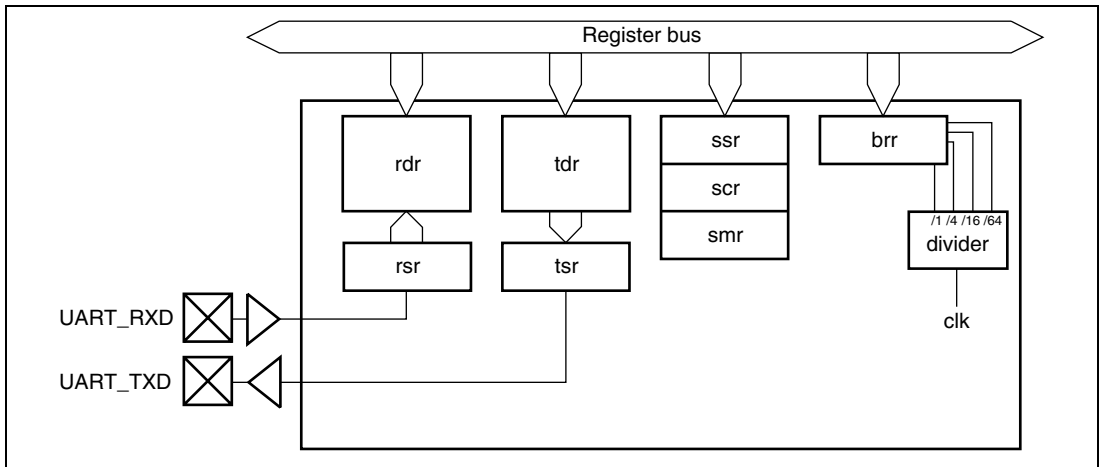 Register bus
rdr
tdr
ssr
brr
scr
smr
/1 /4 /16 /64
divider
rsr
tsr
clk
UART_RXD
UART_TXD